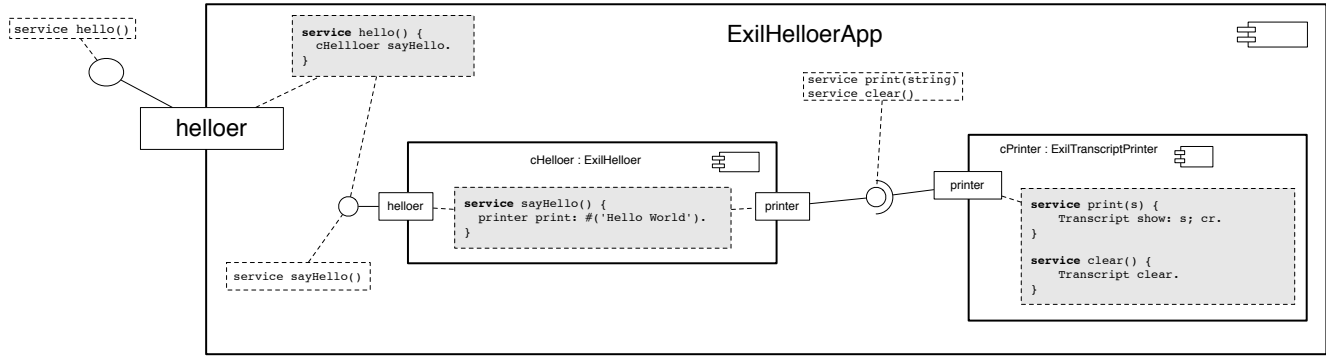 service hello()
service hello() {
cHellloer sayHello.
}
ExilHelloerApp
service print(string)
service clear()
helloer
cHelloer : ExilHelloer
cPrinter : ExilTranscriptPrinter
helloer
service sayHello() {
printer print: #('Hello World').
}
printer
printer
service print(s) {
Transcript show: s; cr.
}
service clear() {
Transcript clear.
}
service sayHello()